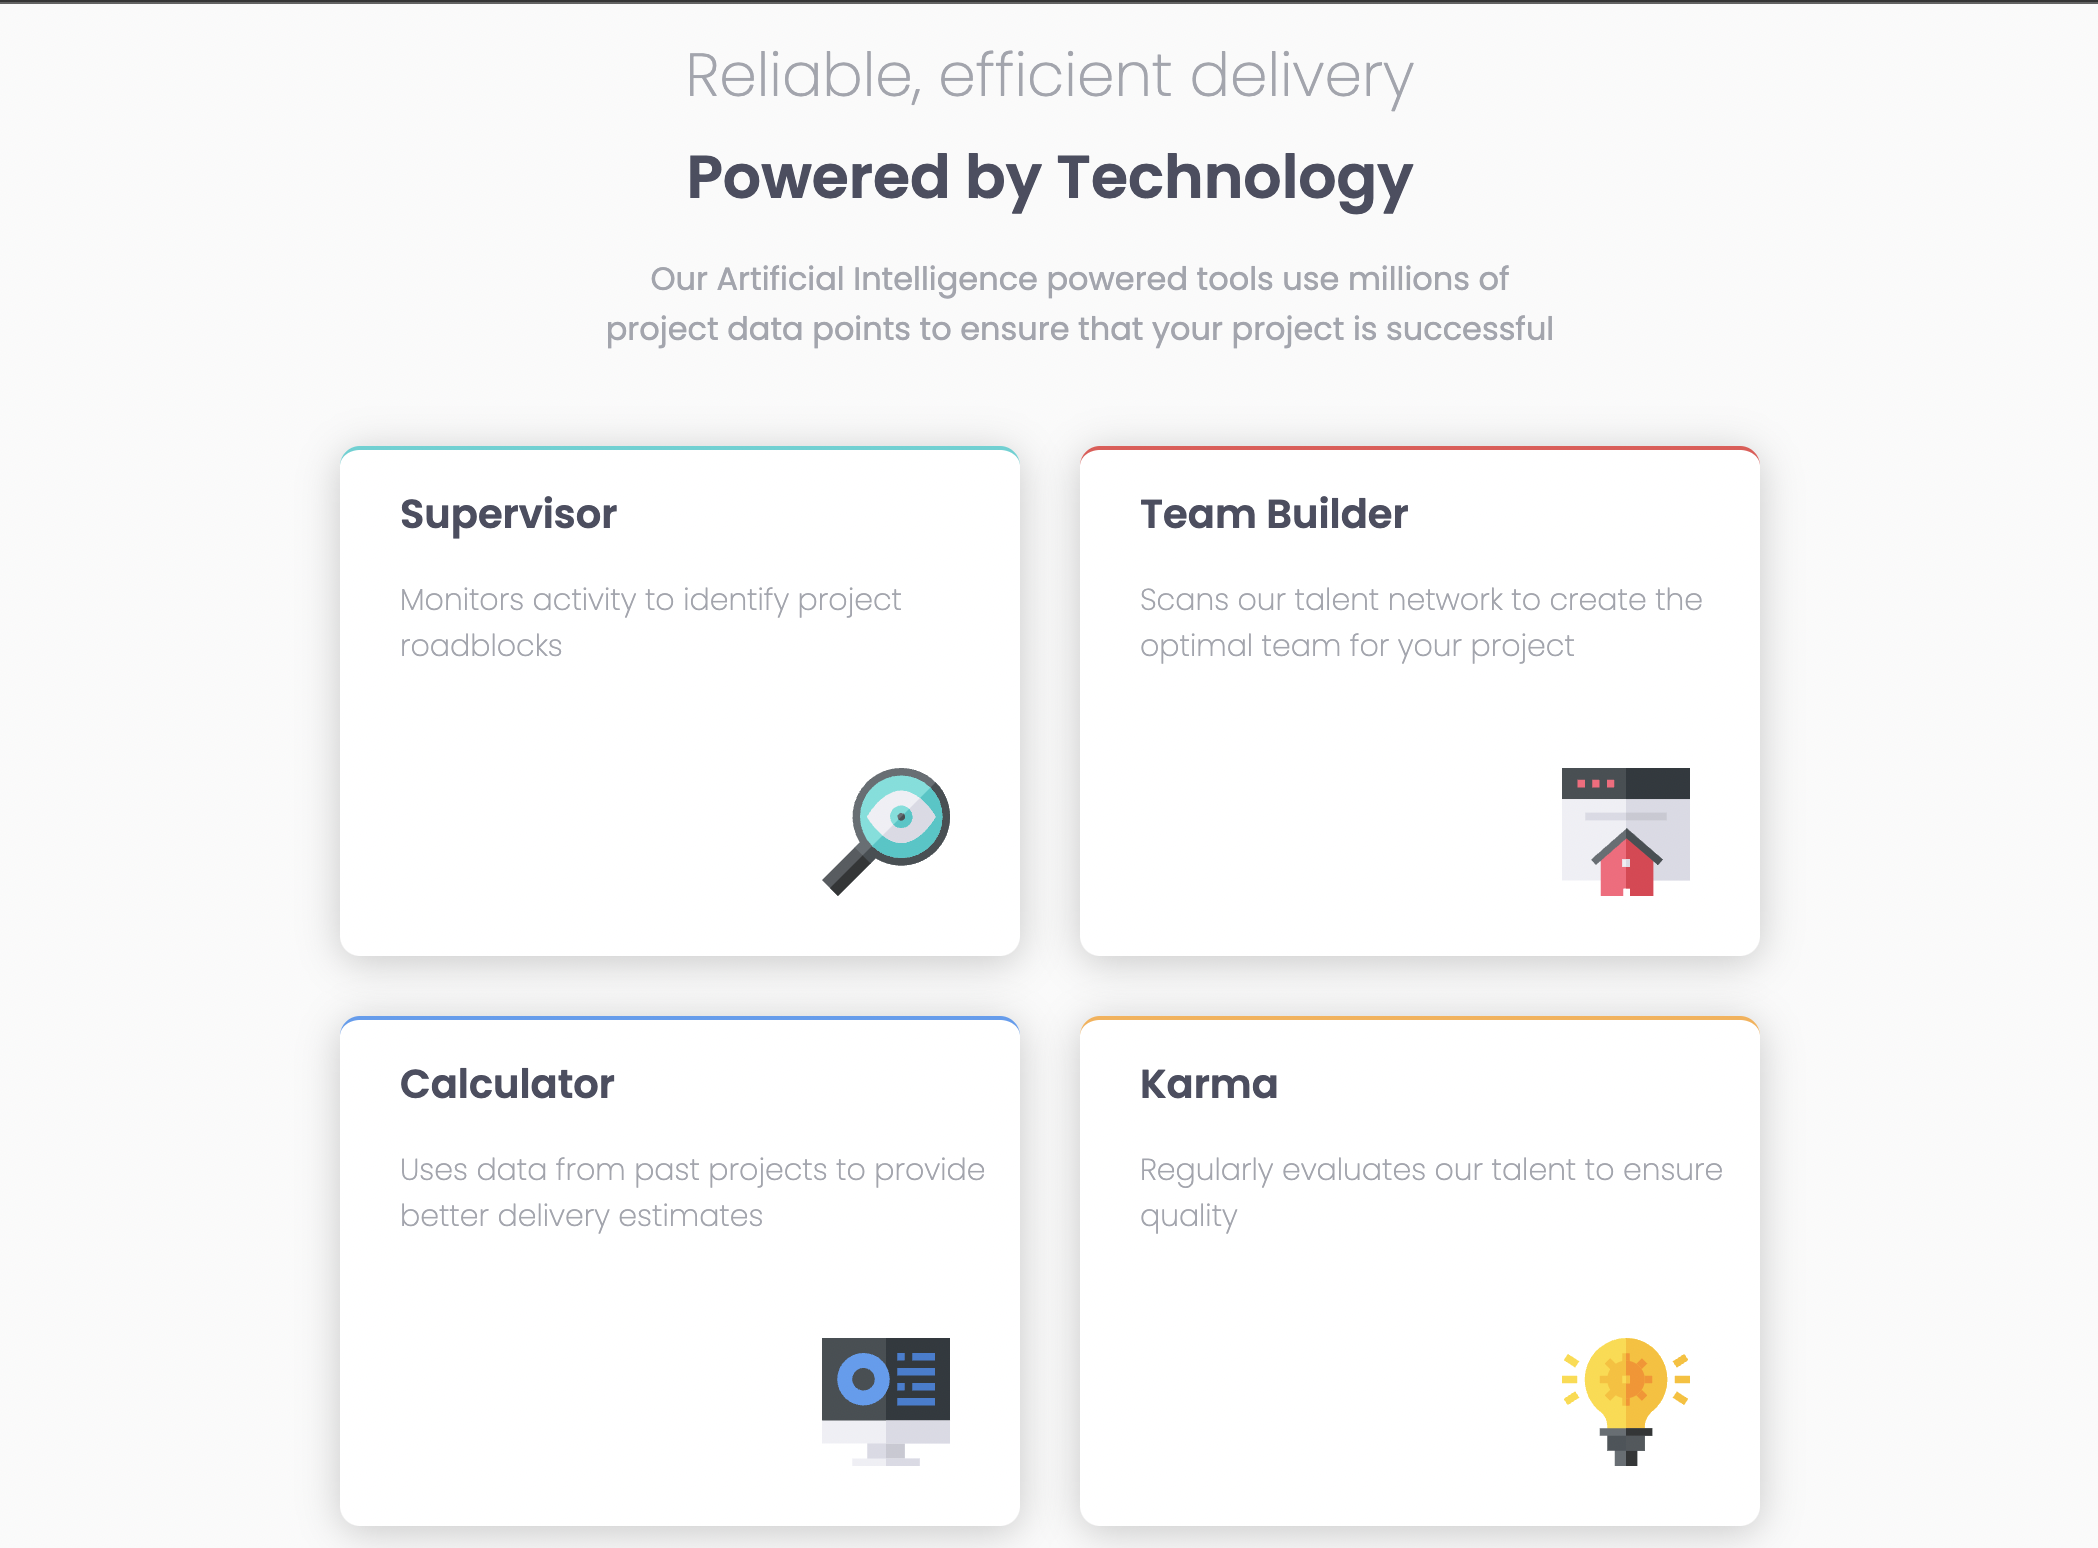 Reliable, efficient delivery
Powered by Technology
Our Artificial Intelligence powered tools use millions of
project data points to ensure that your project is successful
Supervisor
Monitors activity to identify project
roadblocks
Team Builder
Scans our talent network to create the
optimal team for your project
Calculator
Uses data from past projects to provide
better delivery estimates
Karma
Regularly evaluates our talent to ensure
quality